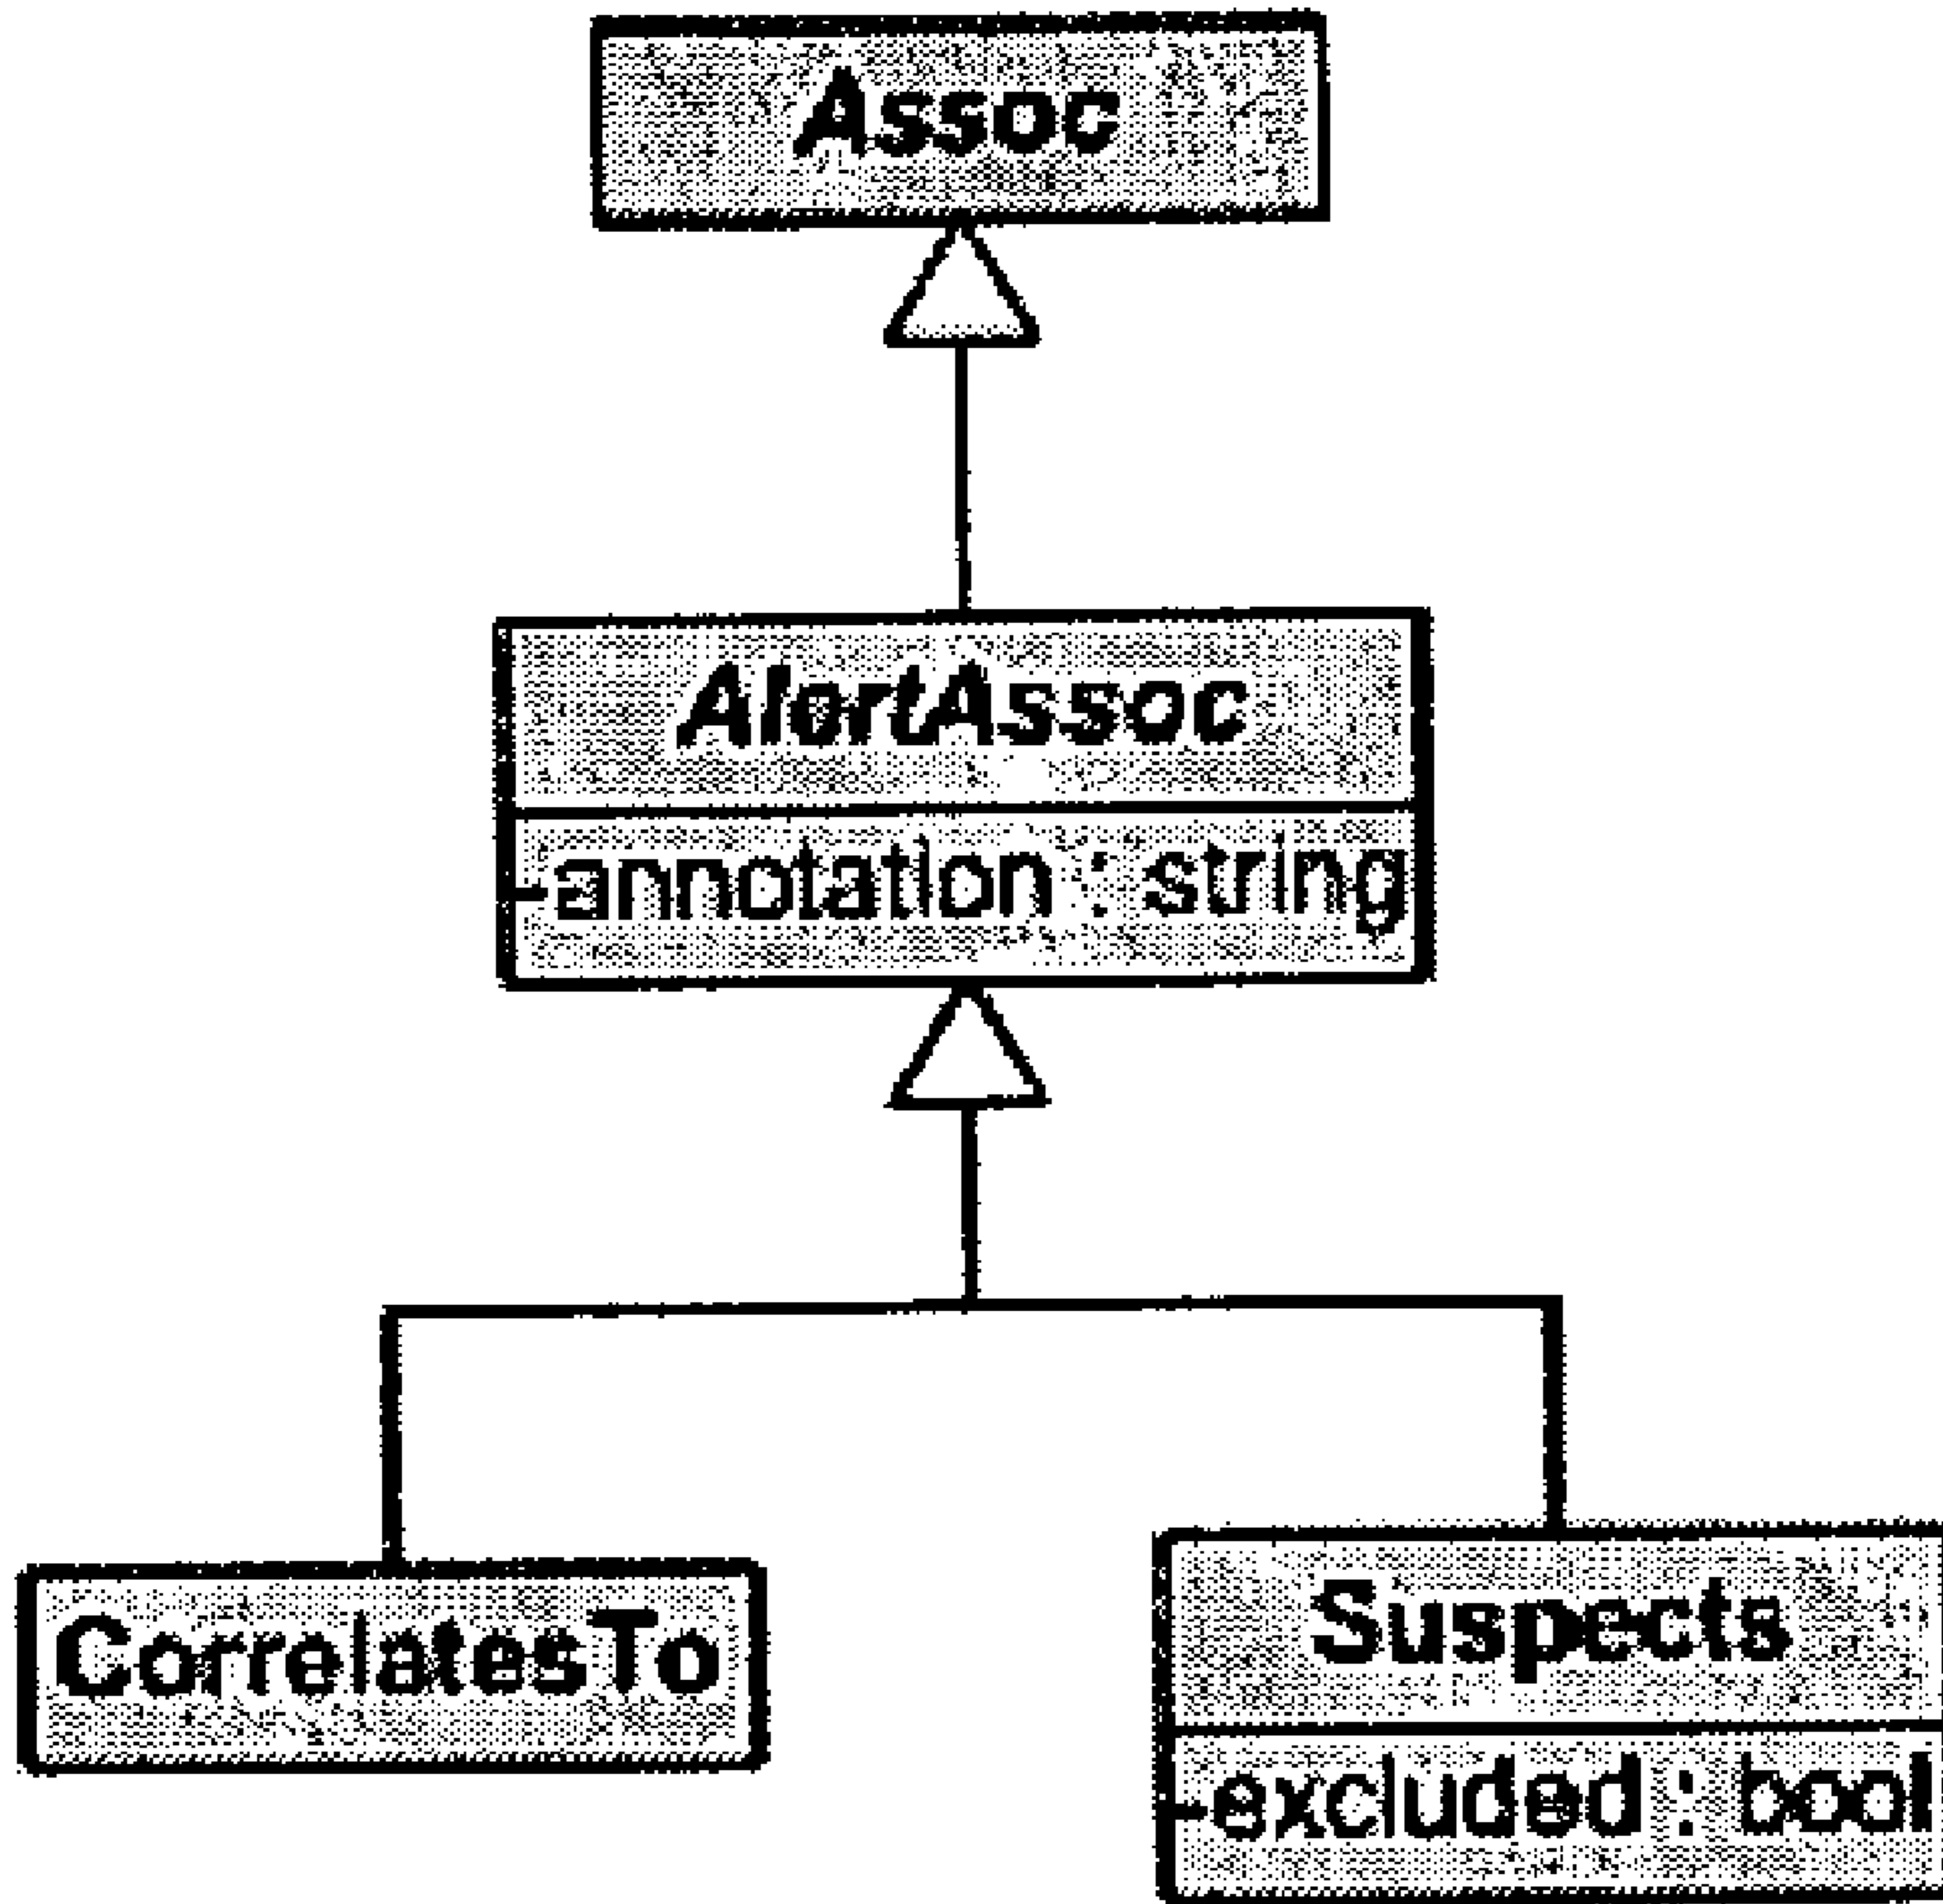 Assoc
AlertAssoc
-annotation : string
CorrelatesTo
Suspects
-excluded : bool